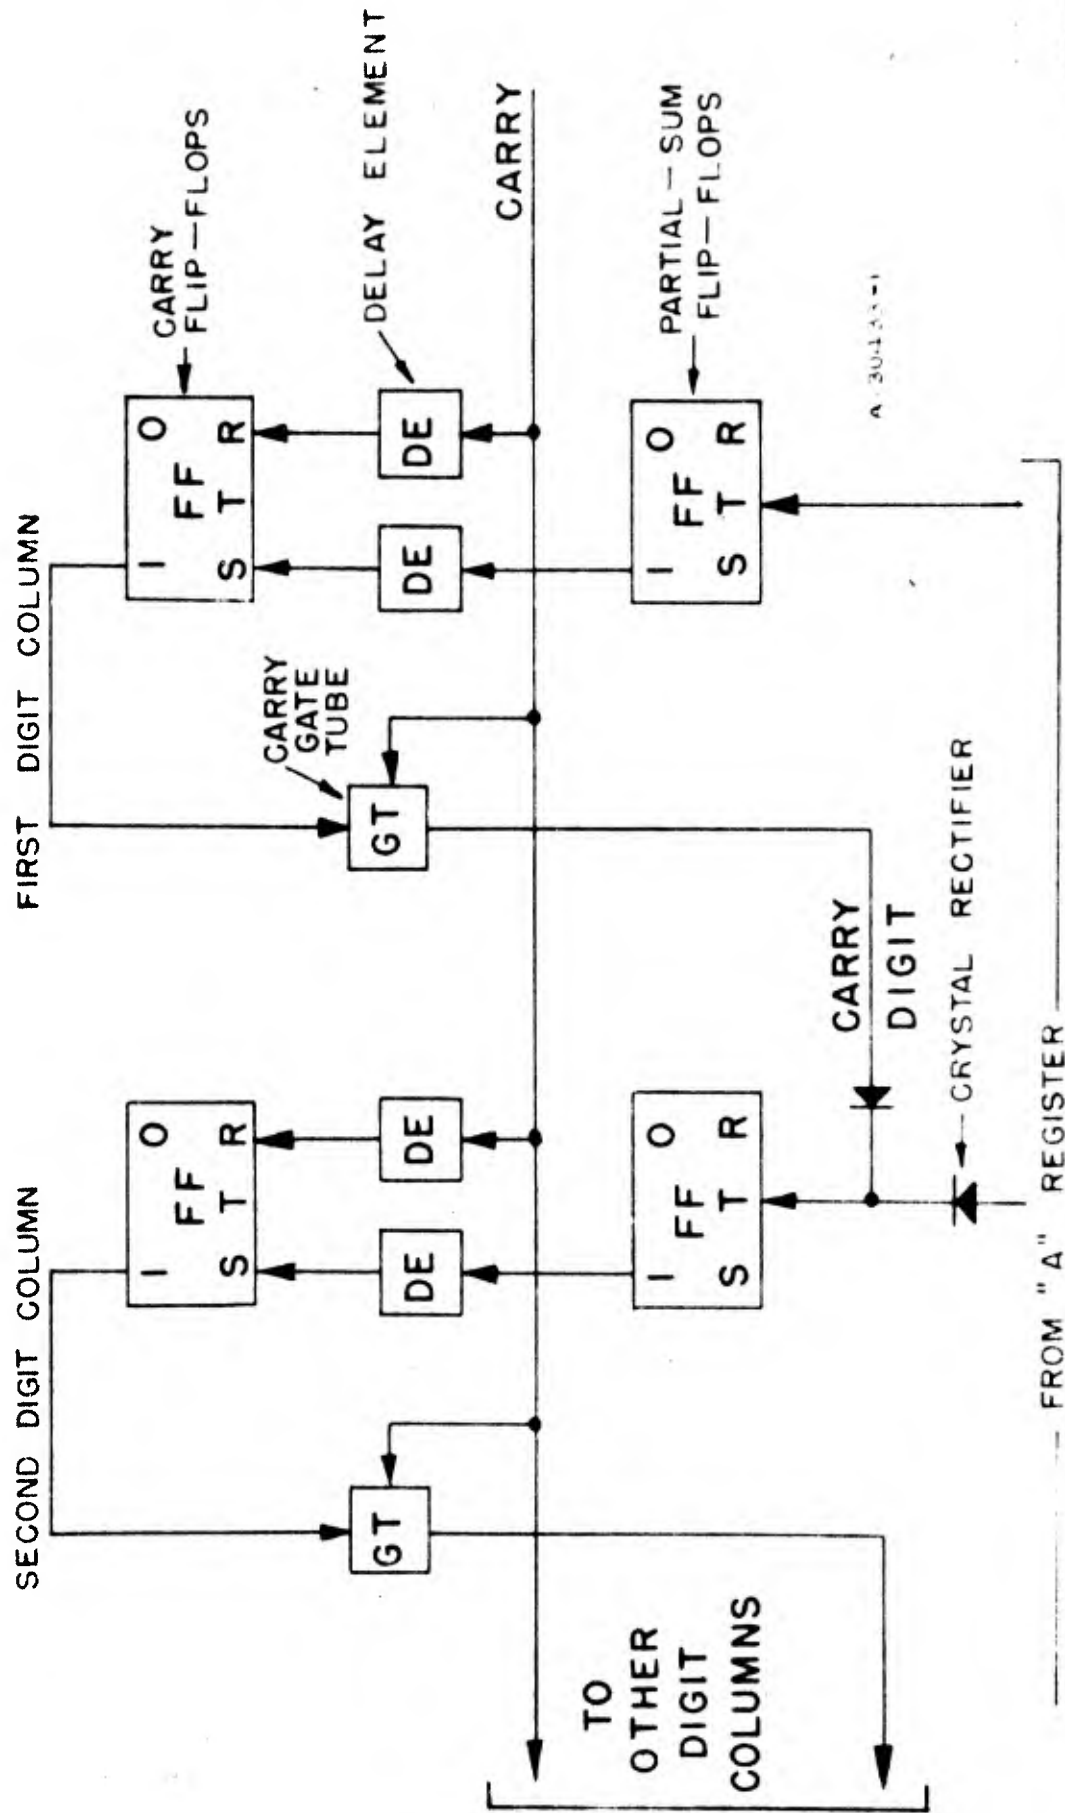 SECOND DIGIT COLUMN
FIRST DIGIT COLUMN
I O
FF
S T R
I O
FF
S T R
CARRY
FLIP-FLOPS
CARRY
GATE
TUBE
GT
DE
DE
GT
DE
DE
DELAY ELEMENT
CARRY
TO
OTHER
DIGIT
COLUMNS
I O
FF
S T R
I O
FF
S T R
PARTIAL-SUM
FLIP-FLOPS
CARRY
DIGIT
CRYSTAL RECTIFIER
FROM "A" REGISTER